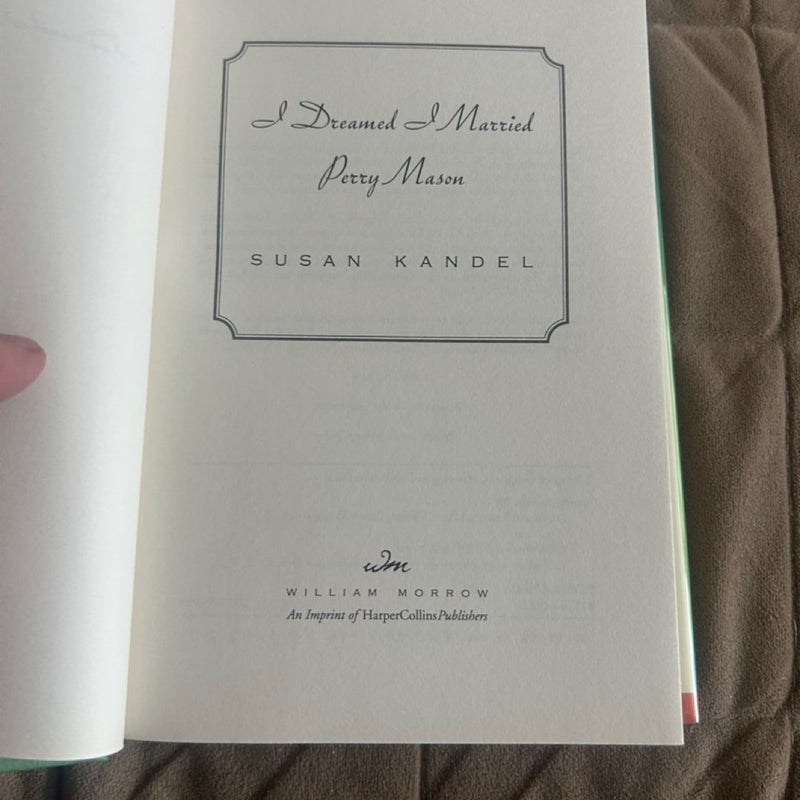 I Dreamed I Married
Perry Mason
SUSAN KANDEL
wm
WILLIAM MORROW
An Imprint of HarperCollinsPublishers